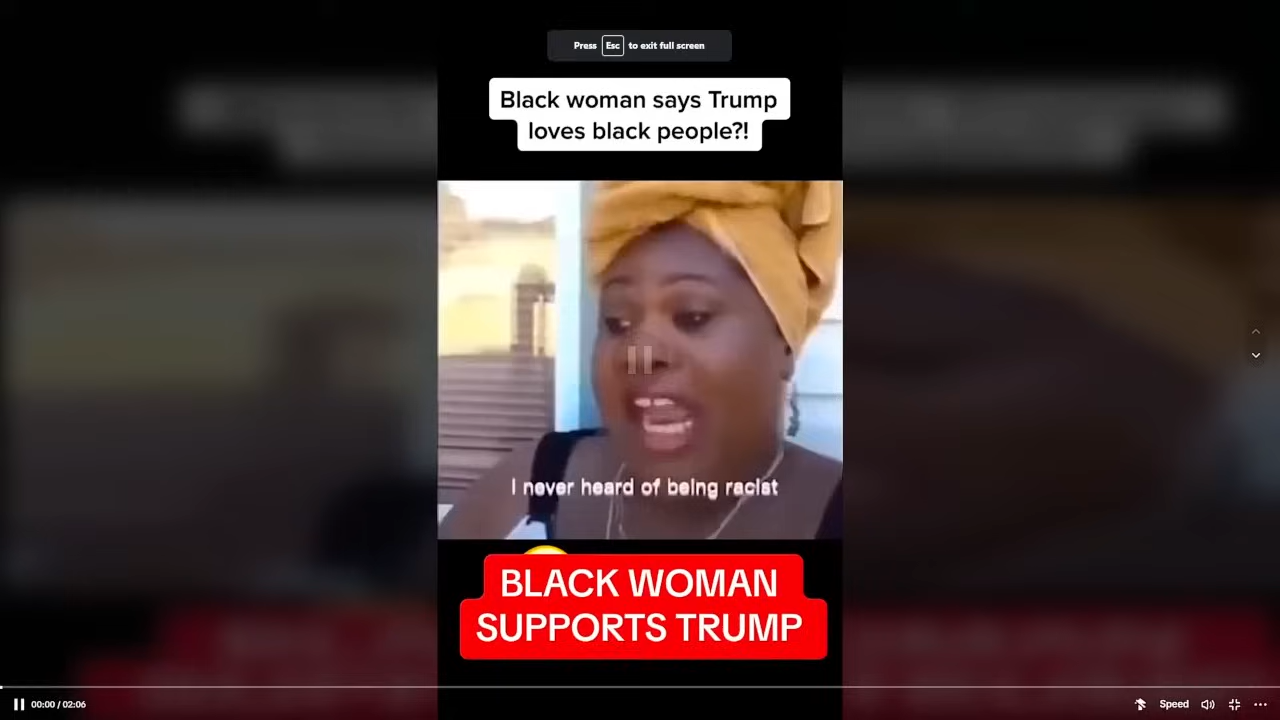 Press Esc to exit full screen
Black woman says Trump
loves black people?!
I never heard of being racist
BLACK WOMAN
SUPPORTS TRUMP
00:00 / 02:06
Speed